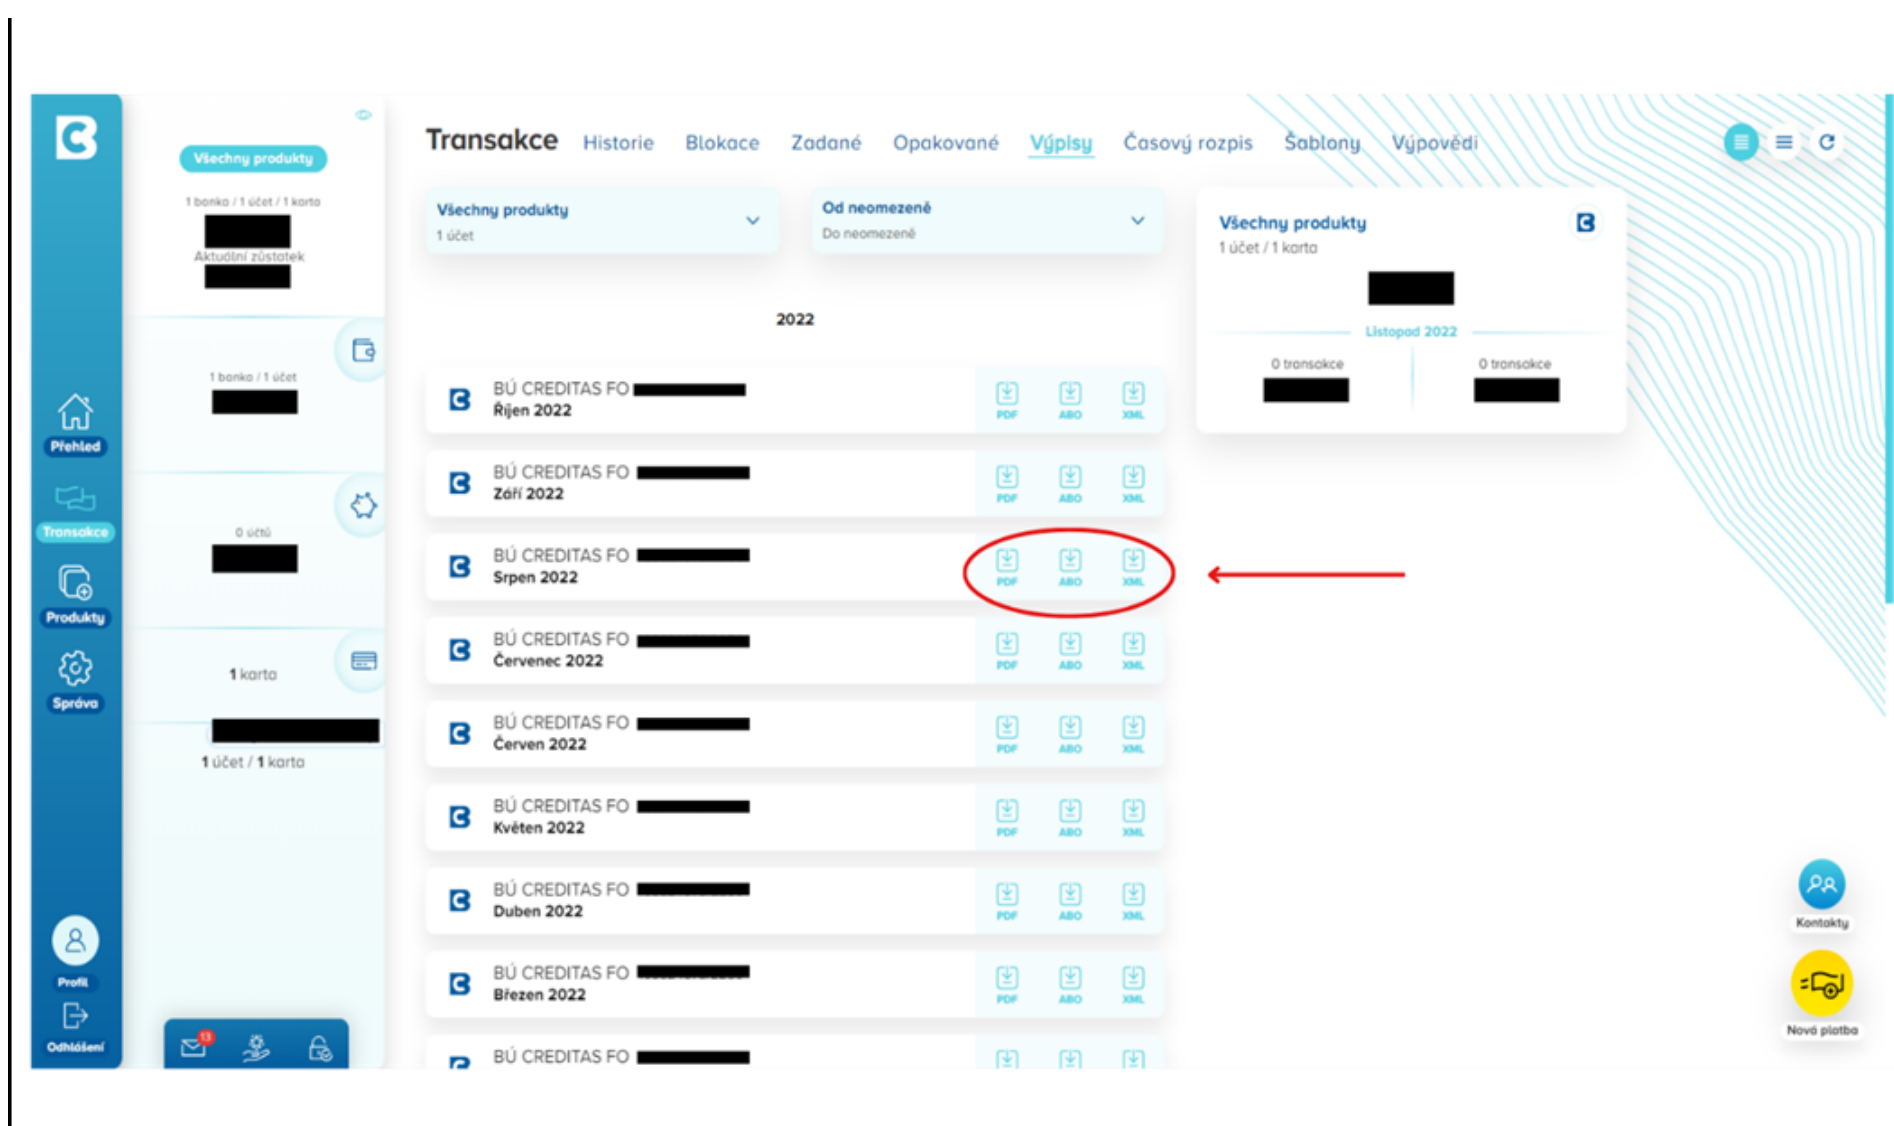 Všechny produkty
1 banka / 1 účet / 1 karta
Aktuální zůstatek
1 banka / 1 účet
0 účtů
1 karta
1 účet / 1 karta
Přehled
Transakce
Produkty
Správa
Profil
Odhlášení
13
Transakce Historie Blokace Zadané Opakované Výpisy Časový rozpis Šablony Výpovědi
Všechny produkty
1 účet
Od neomezeně
Do neomezeně
2022
BÚ CREDITAS FO
Říjen 2022
PDF ABO XML
BÚ CREDITAS FO
Září 2022
PDF ABO XML
BÚ CREDITAS FO
Srpen 2022
PDF ABO XML
BÚ CREDITAS FO
Červenec 2022
PDF ABO XML
BÚ CREDITAS FO
Červen 2022
PDF ABO XML
BÚ CREDITAS FO
Květen 2022
PDF ABO XML
BÚ CREDITAS FO
Duben 2022
PDF ABO XML
BÚ CREDITAS FO
Březen 2022
PDF ABO XML
BÚ CREDITAS FO
Všechny produkty
1 účet / 1 karta
Listopad 2022
0 transakce 0 transakce
Kontakty
Nová platba